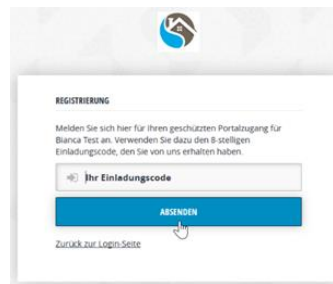 REGISTRIERUNG
Melden Sie sich hier für Ihren geschützten Portalzugang für
Bianca Test an. Verwenden Sie dazu den 8-stelligen
Einladungscode, den Sie von uns erhalten haben.
Ihr Einladungscode
ABSENDEN
Zurück zur Login-Seite